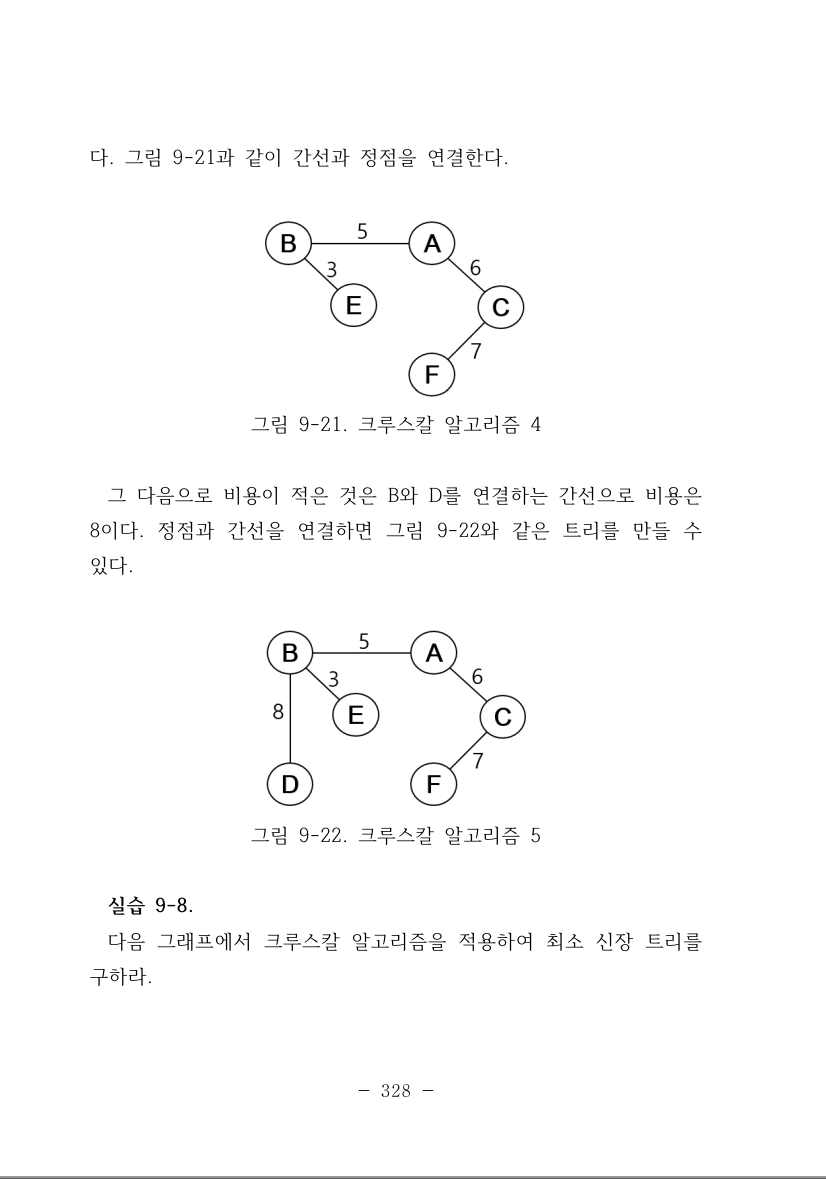 다. 그림 9-21과 같이 간선과 정점을 연결한다.
B 5 A
3 6
E C
7
F
그림 9-21. 크루스칼 알고리즘 4
그 다음으로 비용이 적은 것은 B와 D를 연결하는 간선으로 비용은
8이다. 정점과 간선을 연결하면 그림 9-22와 같은 트리를 만들 수
있다.
B 5 A
3 6
8 E C
7
D F
그림 9-22. 크루스칼 알고리즘 5
실습 9-8.
다음 그래프에서 크루스칼 알고리즘을 적용하여 최소 신장 트리를
구하라.
- 328 -